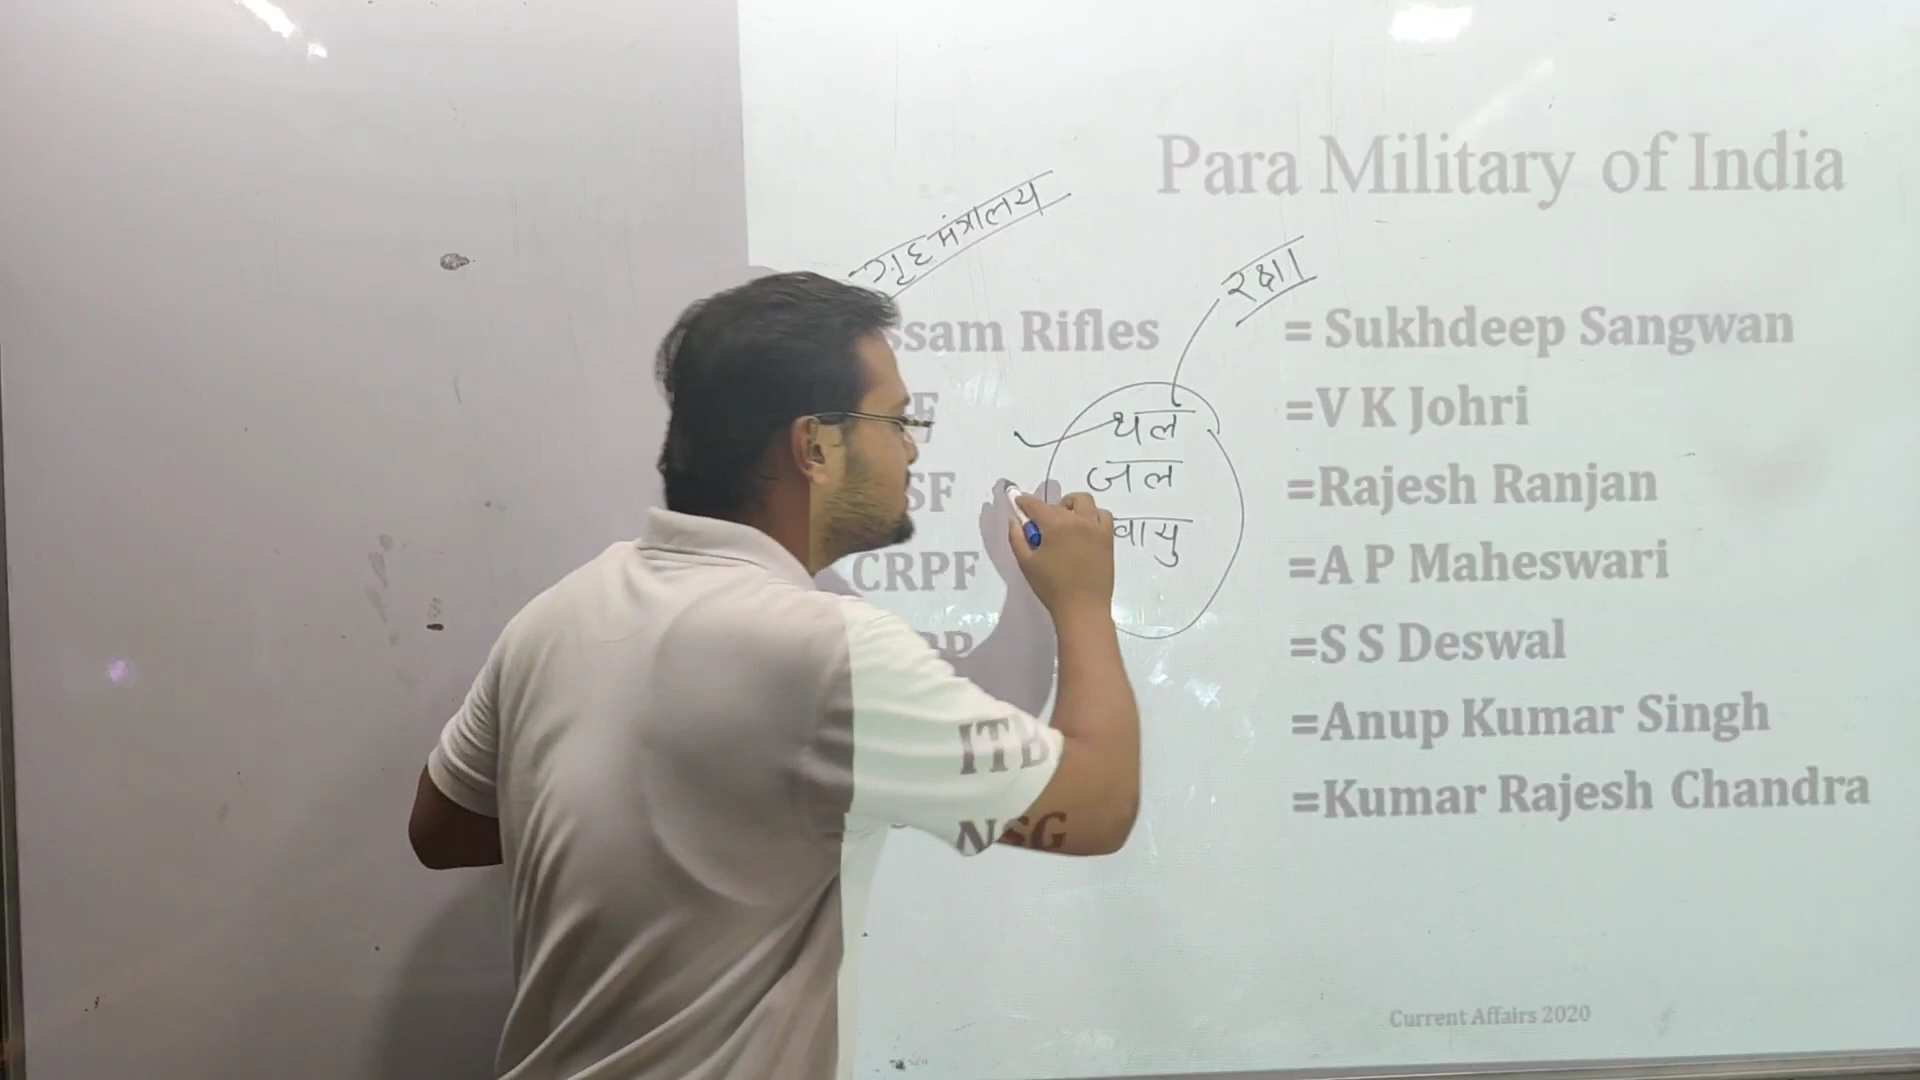 Para Military of India
गृह मंत्रालय
रक्षा
ssam Rifles = Sukhdeep Sangwan
F =V K Johri
थल
SF =Rajesh Ranjan
जल
वायु
CRPF =A P Maheswari
=S S Deswal
ITB =Anup Kumar Singh
NSG =Kumar Rajesh Chandra
Current Affairs 2020